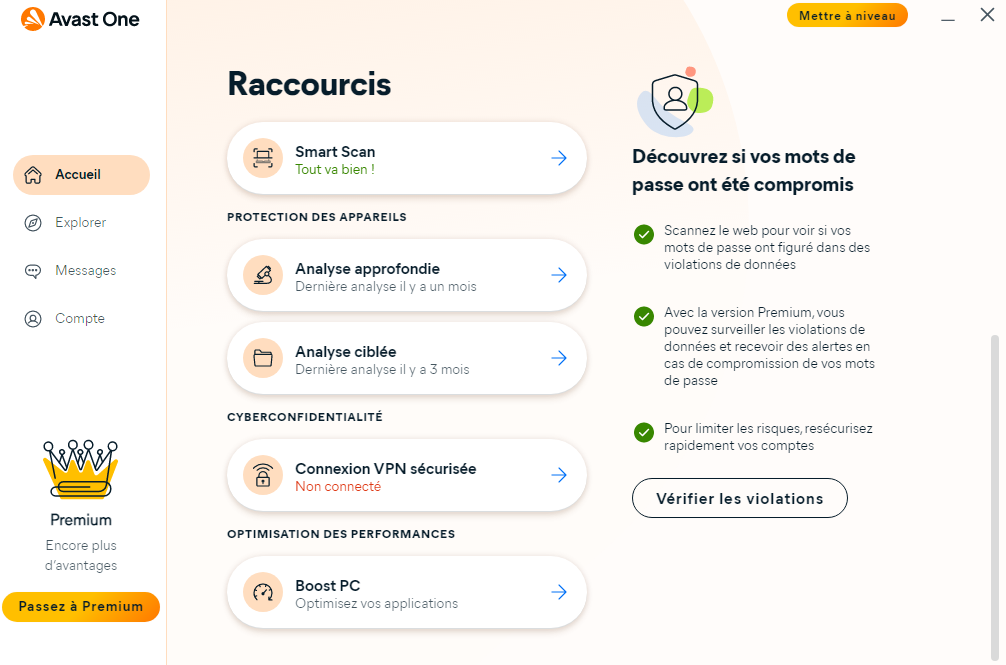 Avast One
Mettre à niveau
Accueil
Explorer
Messages
Compte
Premium
Encore plus
d'avantages
Passez à Premium
Raccourcis
Smart Scan
Tout va bien !
PROTECTION DES APPAREILS
Analyse approfondie
Dernière analyse il y a un mois
Analyse ciblée
Dernière analyse il y a 3 mois
CYBERCONFIDENTIALITÉ
Connexion VPN sécurisée
Non connecté
OPTIMISATION DES PERFORMANCES
Boost PC
Optimisez vos applications
Découvrez si vos mots de
passe ont été compromis
Scannez le web pour voir si vos
mots de passe ont figuré dans des
violations de données
Avec la version Premium, vous
pouvez surveiller les violations de
données et recevoir des alertes en
cas de compromission de vos mots
de passe
Pour limiter les risques, resécurisez
rapidement vos comptes
Vérifier les violations